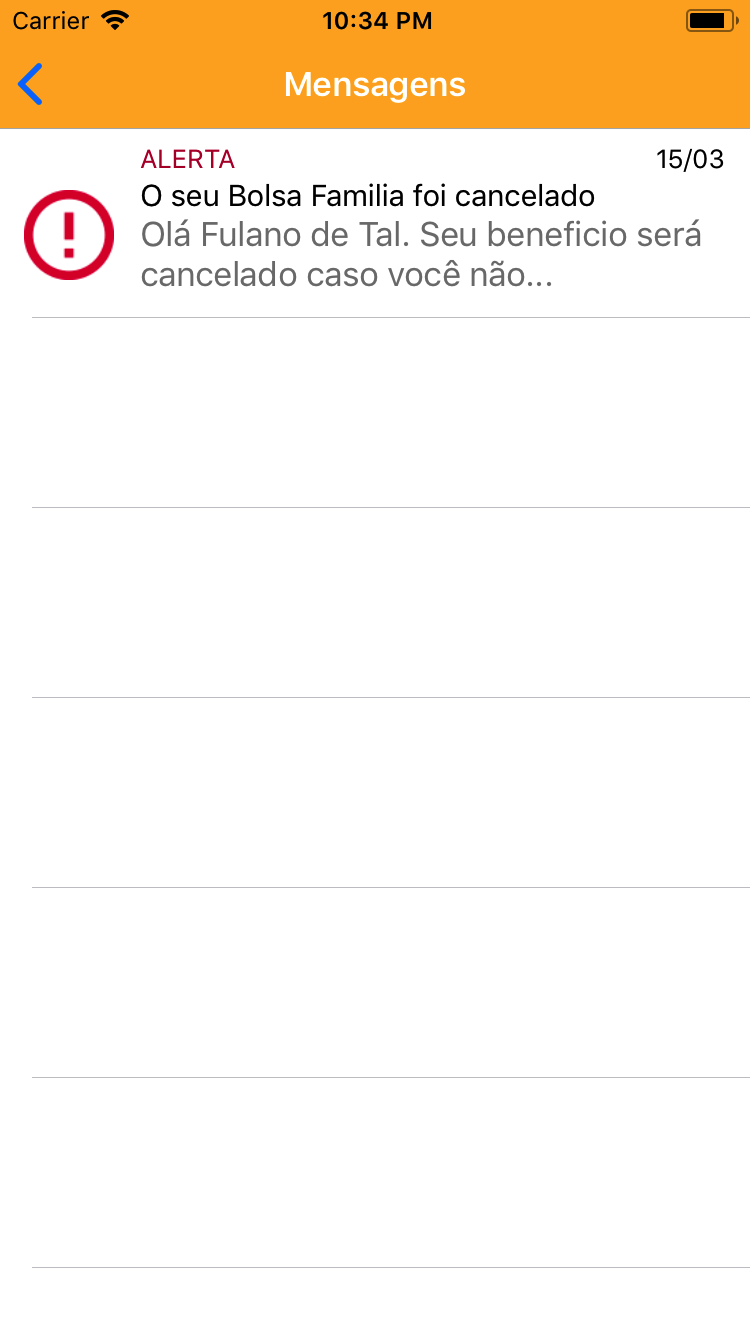 Carrier 10:34 PM
Mensagens
ALERTA 15/03
O seu Bolsa Familia foi cancelado
Olá Fulano de Tal. Seu beneficio será
cancelado caso você não...